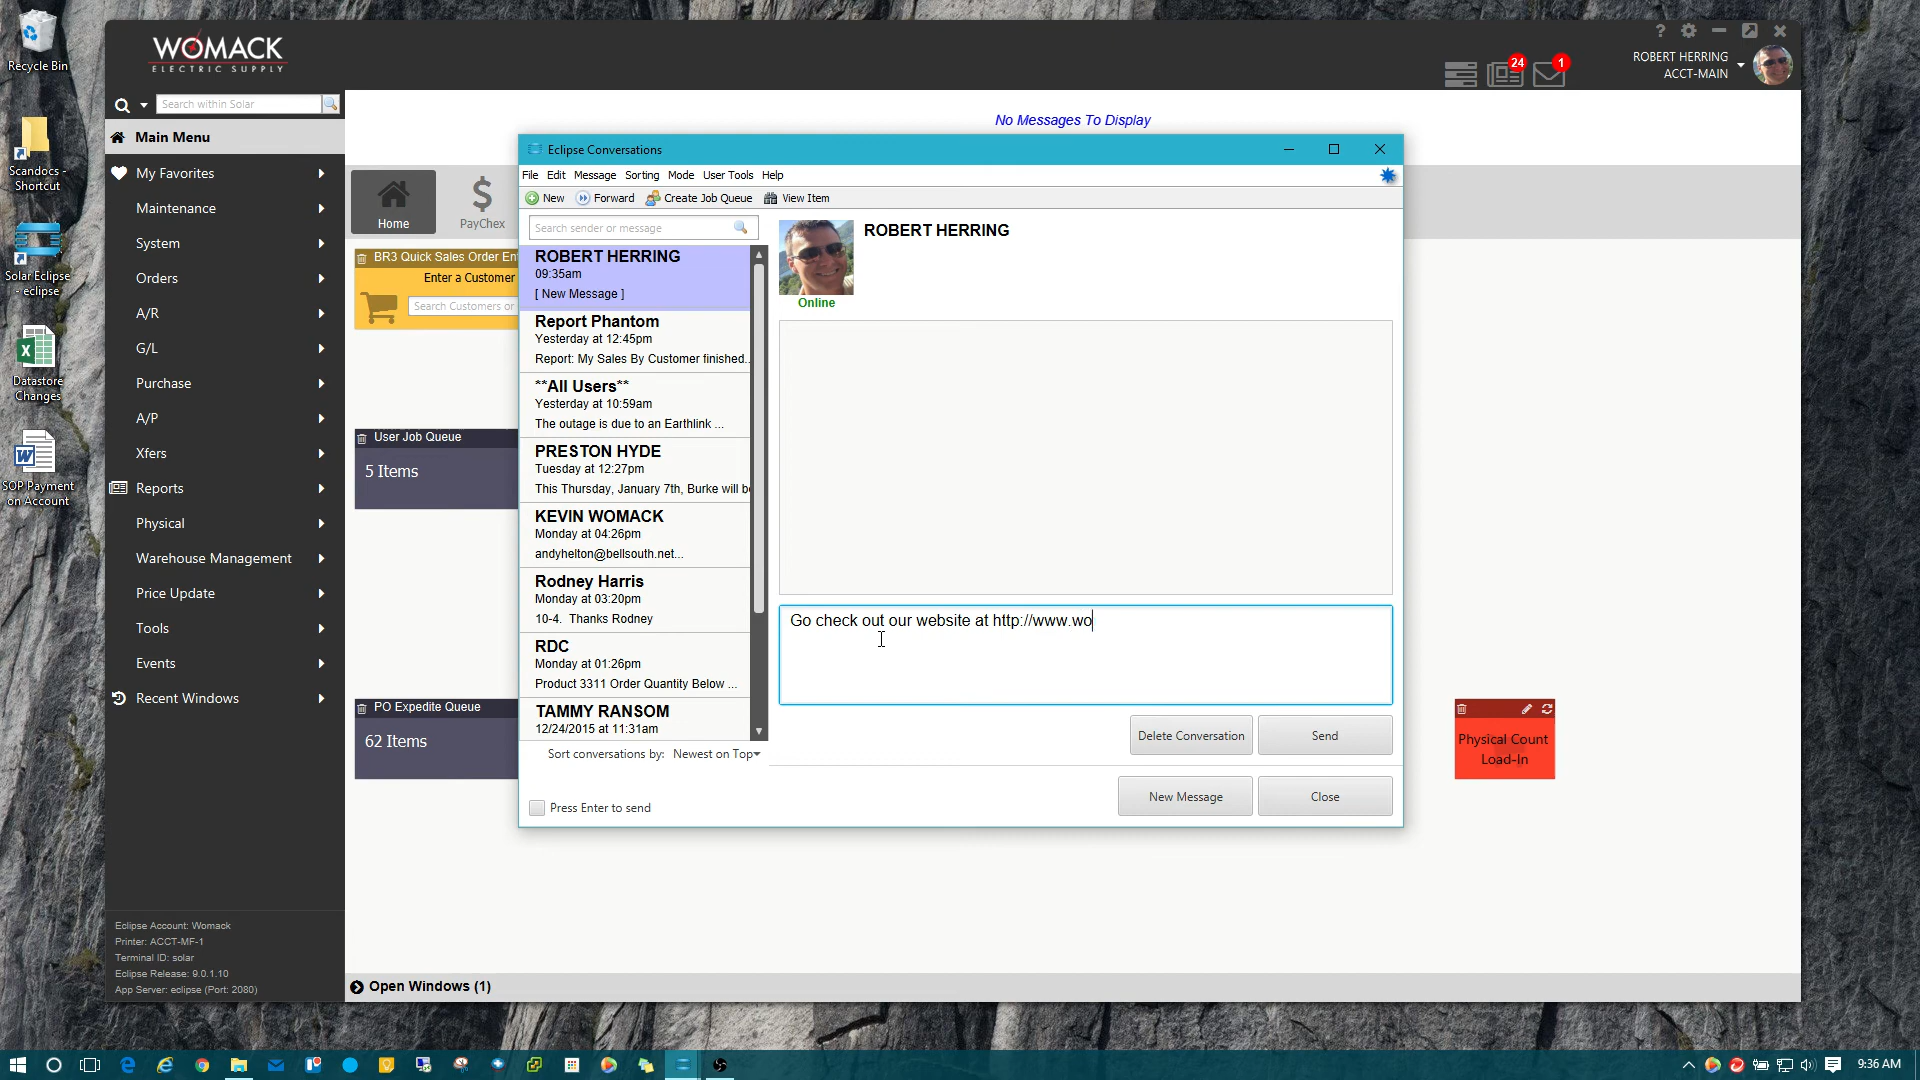 Recycle Bin
Scandocs -
Shortcut
Solar Eclipse
- eclipse
Datastore
Changes
SOP Payment
on Account
WOMACK
ELECTRIC SUPPLY
24
1
ROBERT HERRING
ACCT-MAIN
Search within Solar
Main Menu
My Favorites
Maintenance
System
Orders
A/R
G/L
Purchase
A/P
Xfers
Reports
Physical
Warehouse Management
Price Update
Tools
Events
Recent Windows
Eclipse Account: Womack
Printer: ACCT-MF-1
Terminal ID: solar
Eclipse Release: 9.0.1.10
App Server: eclipse (Port: 2080)
No Messages To Display
Home
PayChex
BR3 Quick Sales Order En
Enter a Customer
Search Customers or
User Job Queue
5 Items
PO Expedite Queue
62 Items
Eclipse Conversations
File Edit Message Sorting Mode User Tools Help
New Forward Create Job Queue View Item
Search sender or message
ROBERT HERRING
09:35am
[ New Message ]
Report Phantom
Yesterday at 12:45pm
Report: My Sales By Customer finished..
**All Users**
Yesterday at 10:59am
The outage is due to an Earthlink ...
PRESTON HYDE
Tuesday at 12:27pm
This Thursday, January 7th, Burke will be
KEVIN WOMACK
Monday at 04:26pm
andyhelton@bellsouth.net...
Rodney Harris
Monday at 03:20pm
10-4. Thanks Rodney
RDC
Monday at 01:26pm
Product 3311 Order Quantity Below ...
TAMMY RANSOM
12/24/2015 at 11:31am
Sort conversations by: Newest on Top
Press Enter to send
ROBERT HERRING
Online
Go check out our website at http://www.wo
Delete Conversation
Send
New Message
Close
Physical Count
Load-In
Open Windows (1)
9:36 AM